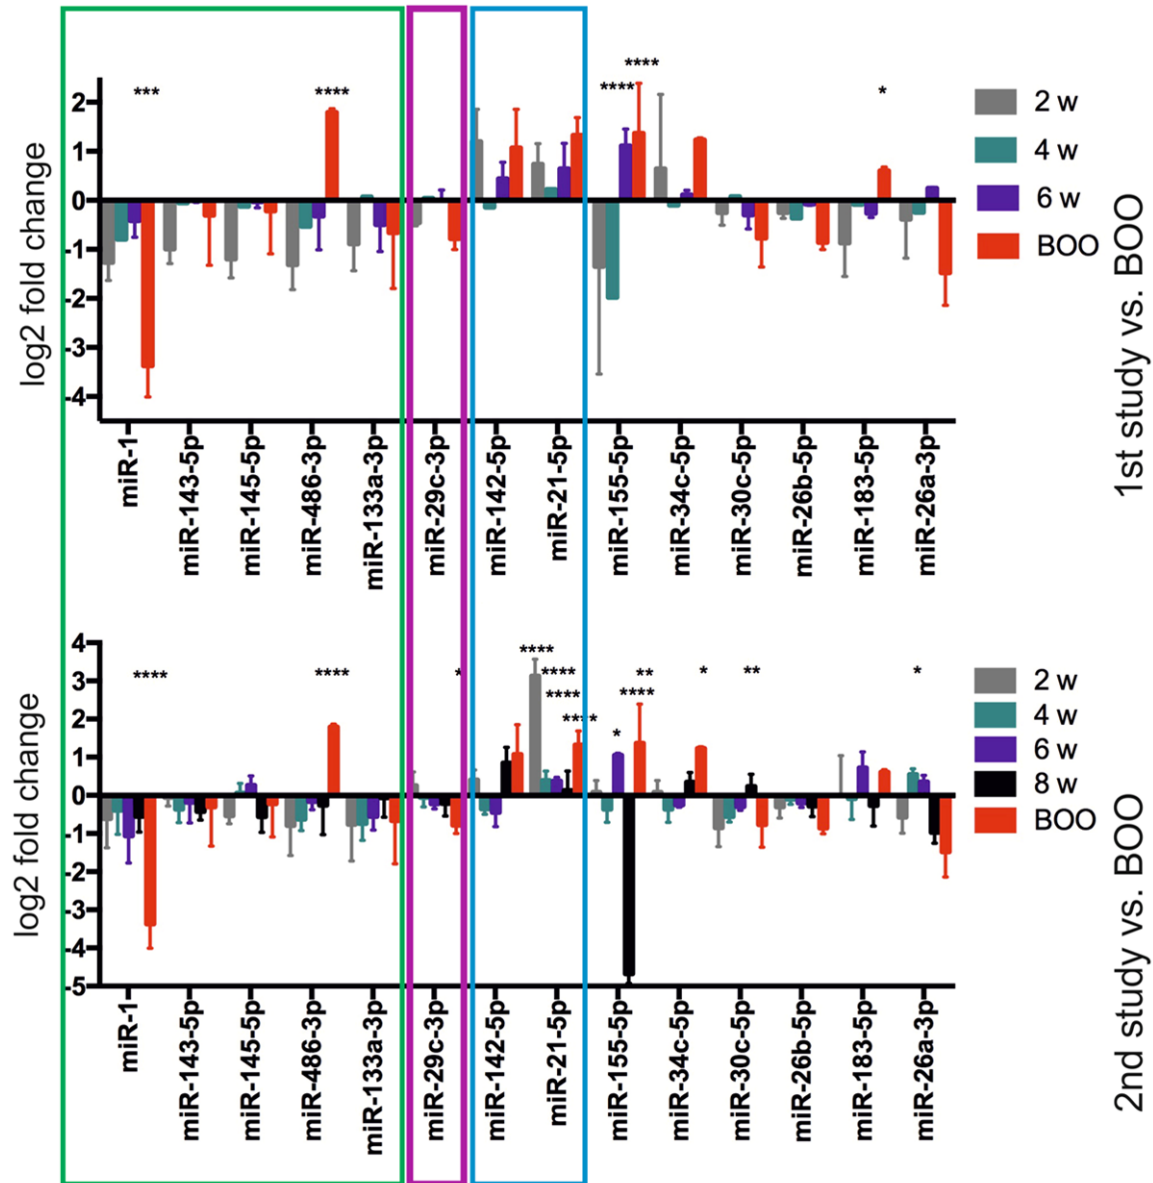 log2 fold change
2
1
0
-1
-2
-3
-4
***
****
****
****
*
2 w
4 w
6 w
BOO
1st study vs. BOO
miR-1
miR-143-5p
miR-145-5p
miR-486-3p
miR-133a-3p
miR-29c-3p
miR-142-5p
miR-21-5p
miR-155-5p
miR-34c-5p
miR-30c-5p
miR-26b-5p
miR-183-5p
miR-26a-3p
log2 fold change
4
3
2
1
0
-1
-2
-3
-4
-5
****
****
*
****
****
****
****
*
**
****
*
**
*
2 w
4 w
6 w
8 w
BOO
2nd study vs. BOO
miR-1
miR-143-5p
miR-145-5p
miR-486-3p
miR-133a-3p
miR-29c-3p
miR-142-5p
miR-21-5p
miR-155-5p
miR-34c-5p
miR-30c-5p
miR-26b-5p
miR-183-5p
miR-26a-3p